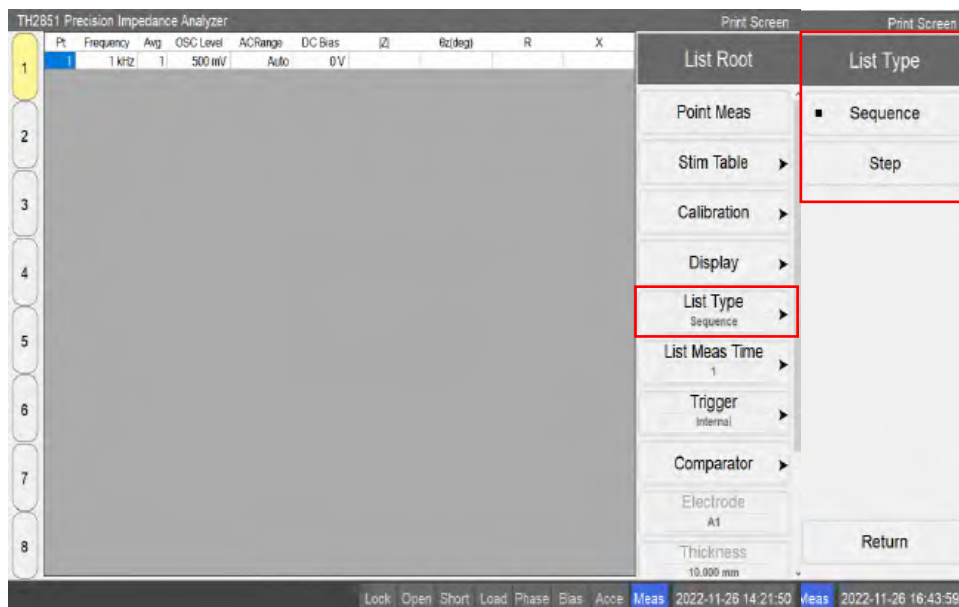 TH2851 Precision Impedance Analyzer
Print Screen
Print Screen
Pt Frequency Avg OSC Level ACRange DC Bias |Z| θz(deg) R X
1 1 kHz 1 500 mV Auto 0 V
1
2
3
4
5
6
7
8
List Root
Point Meas
Stim Table
Calibration
Display
List Type
Sequence
List Meas Time
1
Trigger
Internal
Comparator
Electrode
A1
Thickness
10.000 mm
List Type
Sequence
Step
Return
Lock Open Short Load Phase Bias Acce Meas 2022-11-26 14:21:50
Meas 2022-11-26 16:43:59